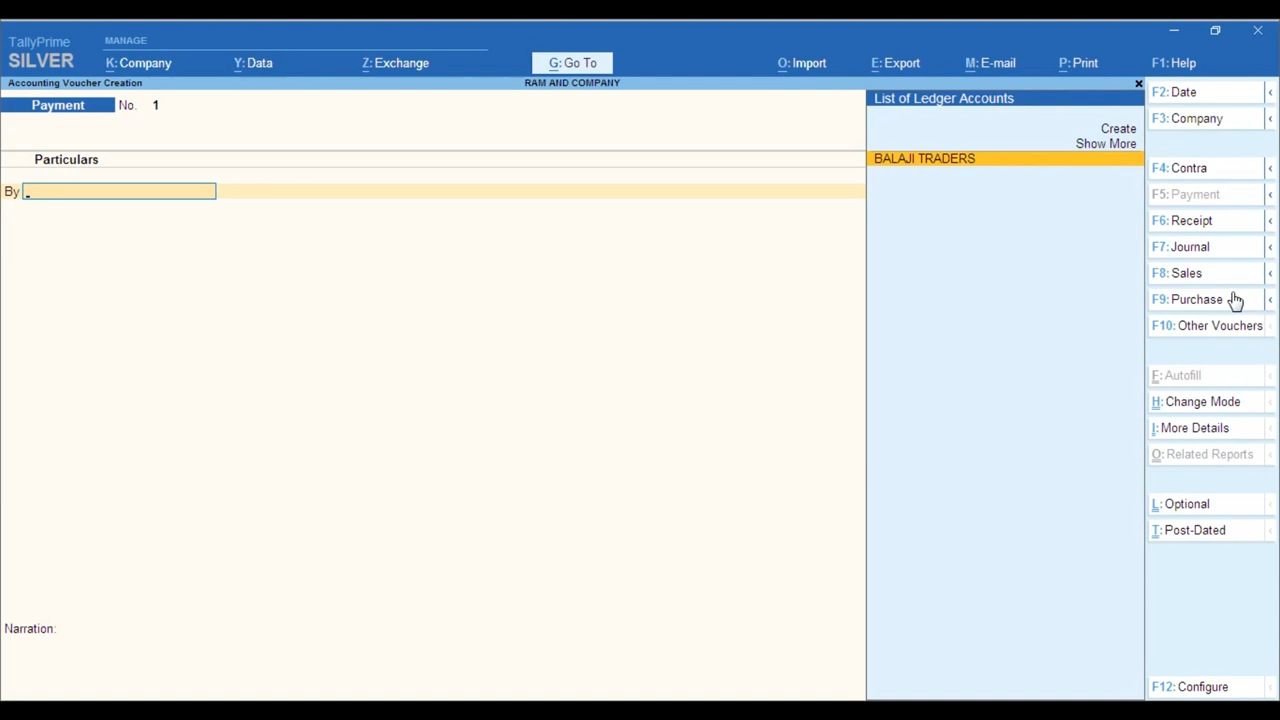 TallyPrime
SILVER
MANAGE
K: Company
Y: Data
Z: Exchange
G: Go To
O: Import
E: Export
M: E-mail
P: Print
F1: Help
Accounting Voucher Creation
RAM AND COMPANY
Payment No. 1
Particulars
By
Narration:
List of Ledger Accounts
Create
Show More
BALAJI TRADERS
F2: Date
F3: Company
F4: Contra
F5: Payment
F6: Receipt
F7: Journal
F8: Sales
F9: Purchase
F10: Other Vouchers
F: Autofill
H: Change Mode
I: More Details
O: Related Reports
L: Optional
T: Post-Dated
F12: Configure